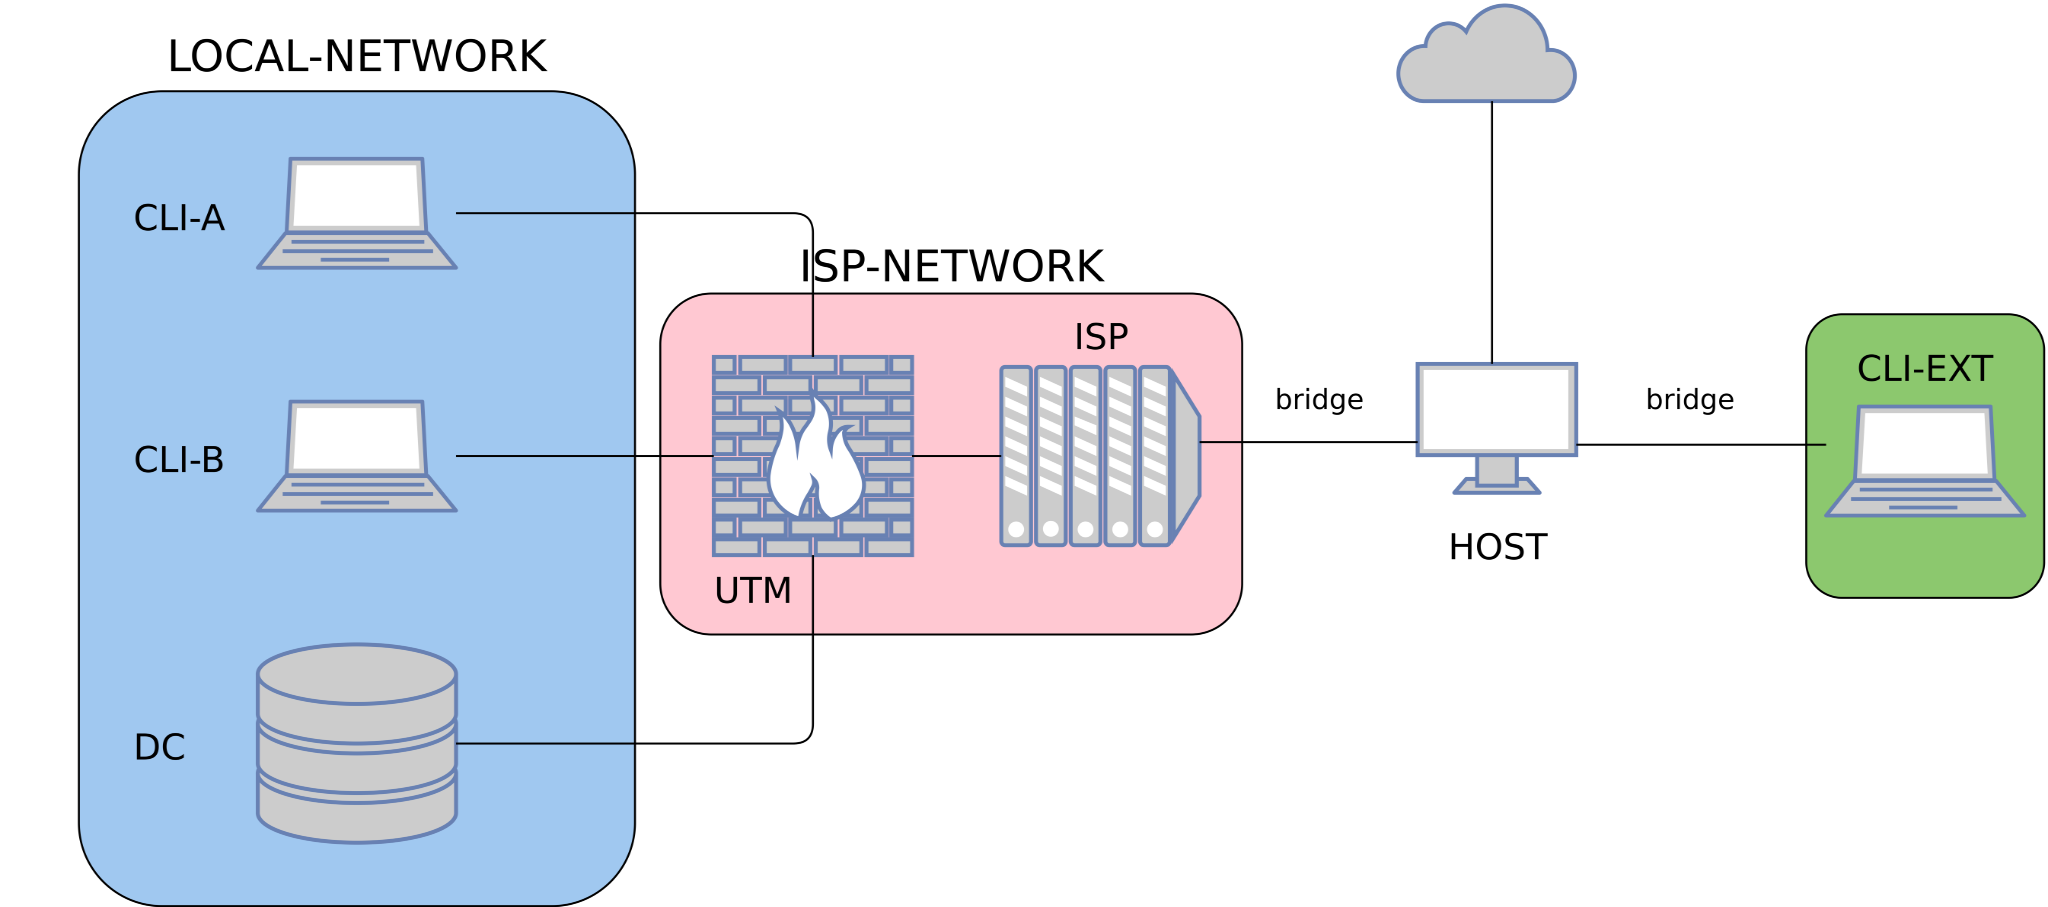 LOCAL-NETWORK
CLI-A
CLI-B
DC
ISP-NETWORK
ISP
UTM
bridge
HOST
bridge
CLI-EXT